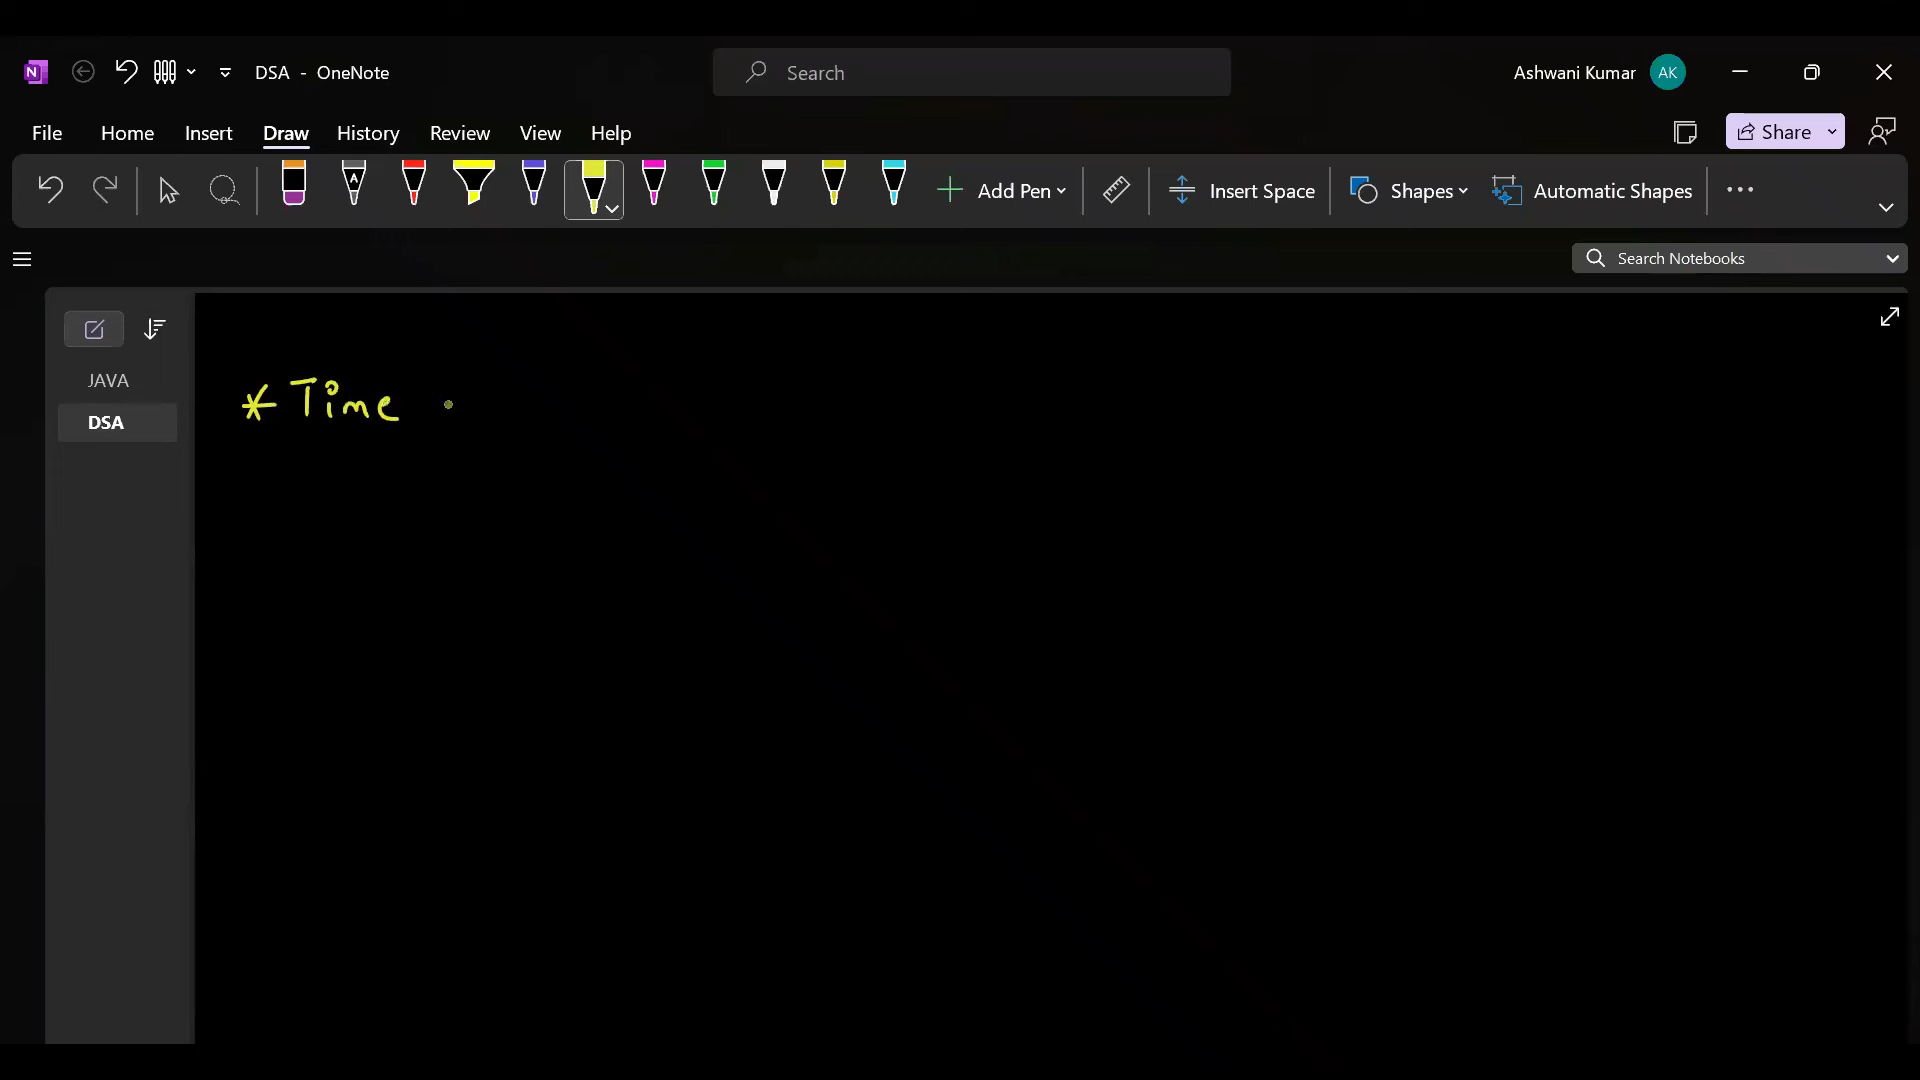 DSA - OneNote
Search
Ashwani Kumar AK
File Home Insert Draw History Review View Help
Share
Add Pen Insert Space Shapes Automatic Shapes
Search Notebooks
JAVA
* Time
DSA